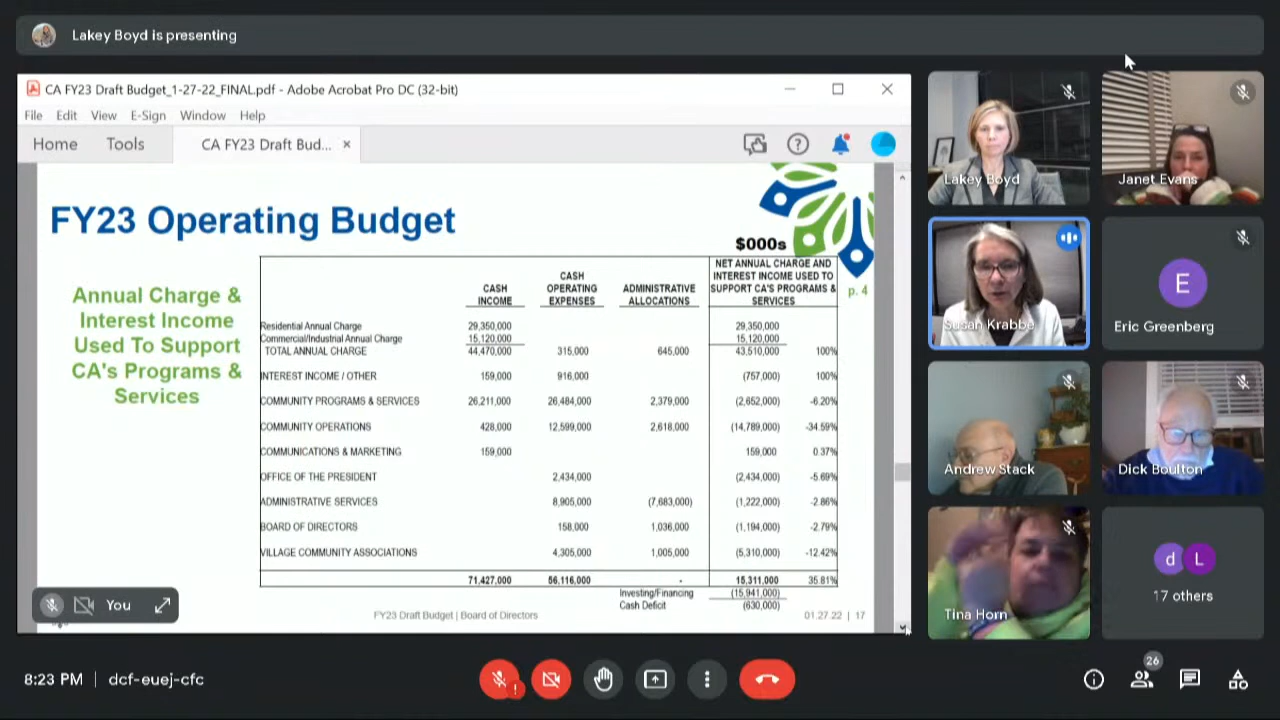 Lakey Boyd is presenting
CA FY23 Draft Budget_1-27-22_FINAL.pdf - Adobe Acrobat Pro DC (32-bit)
File Edit View E-Sign Window Help
Home Tools CA FY23 Draft Bud... ×
FY23 Operating Budget
$000s
Annual Charge &
Interest Income
Used To Support
CA's Programs &
Services
CASH
INCOME
CASH
OPERATING
EXPENSES
ADMINISTRATIVE
ALLOCATIONS
NET ANNUAL CHARGE AND
INTEREST INCOME USED TO
SUPPORT CA'S PROGRAMS &
SERVICES
p. 4
Residential Annual Charge 29,350,000 29,350,000
Commercial/Industrial Annual Charge 15,120,000 15,120,000
TOTAL ANNUAL CHARGE 44,470,000 315,000 645,000 43,510,000 100%
INTEREST INCOME / OTHER 159,000 916,000 (757,000) 100%
COMMUNITY PROGRAMS & SERVICES 26,211,000 26,484,000 2,379,000 (2,652,000) -6.20%
COMMUNITY OPERATIONS 428,000 12,599,000 2,618,000 (14,789,000) -34.59%
COMMUNICATIONS & MARKETING 159,000 159,000 0.37%
OFFICE OF THE PRESIDENT 2,434,000 (2,434,000) -5.69%
ADMINISTRATIVE SERVICES 8,905,000 (7,683,000) (1,222,000) -2.86%
BOARD OF DIRECTORS 158,000 1,036,000 (1,194,000) -2.79%
VILLAGE COMMUNITY ASSOCIATIONS 4,305,000 1,005,000 (5,310,000) -12.42%
71,427,000 56,116,000 - 15,311,000 35.81%
Investing/Financing (15,941,000)
Cash Deficit (630,000)
FY23 Draft Budget | Board of Directors 01.27.22 | 17
You
Lakey Boyd
Janet Evans
Susan Krabbe
E
Eric Greenberg
Andrew Stack
Dick Boulton
Tina Horn
d L
17 others
8:23 PM | dcf-euej-cfc
26